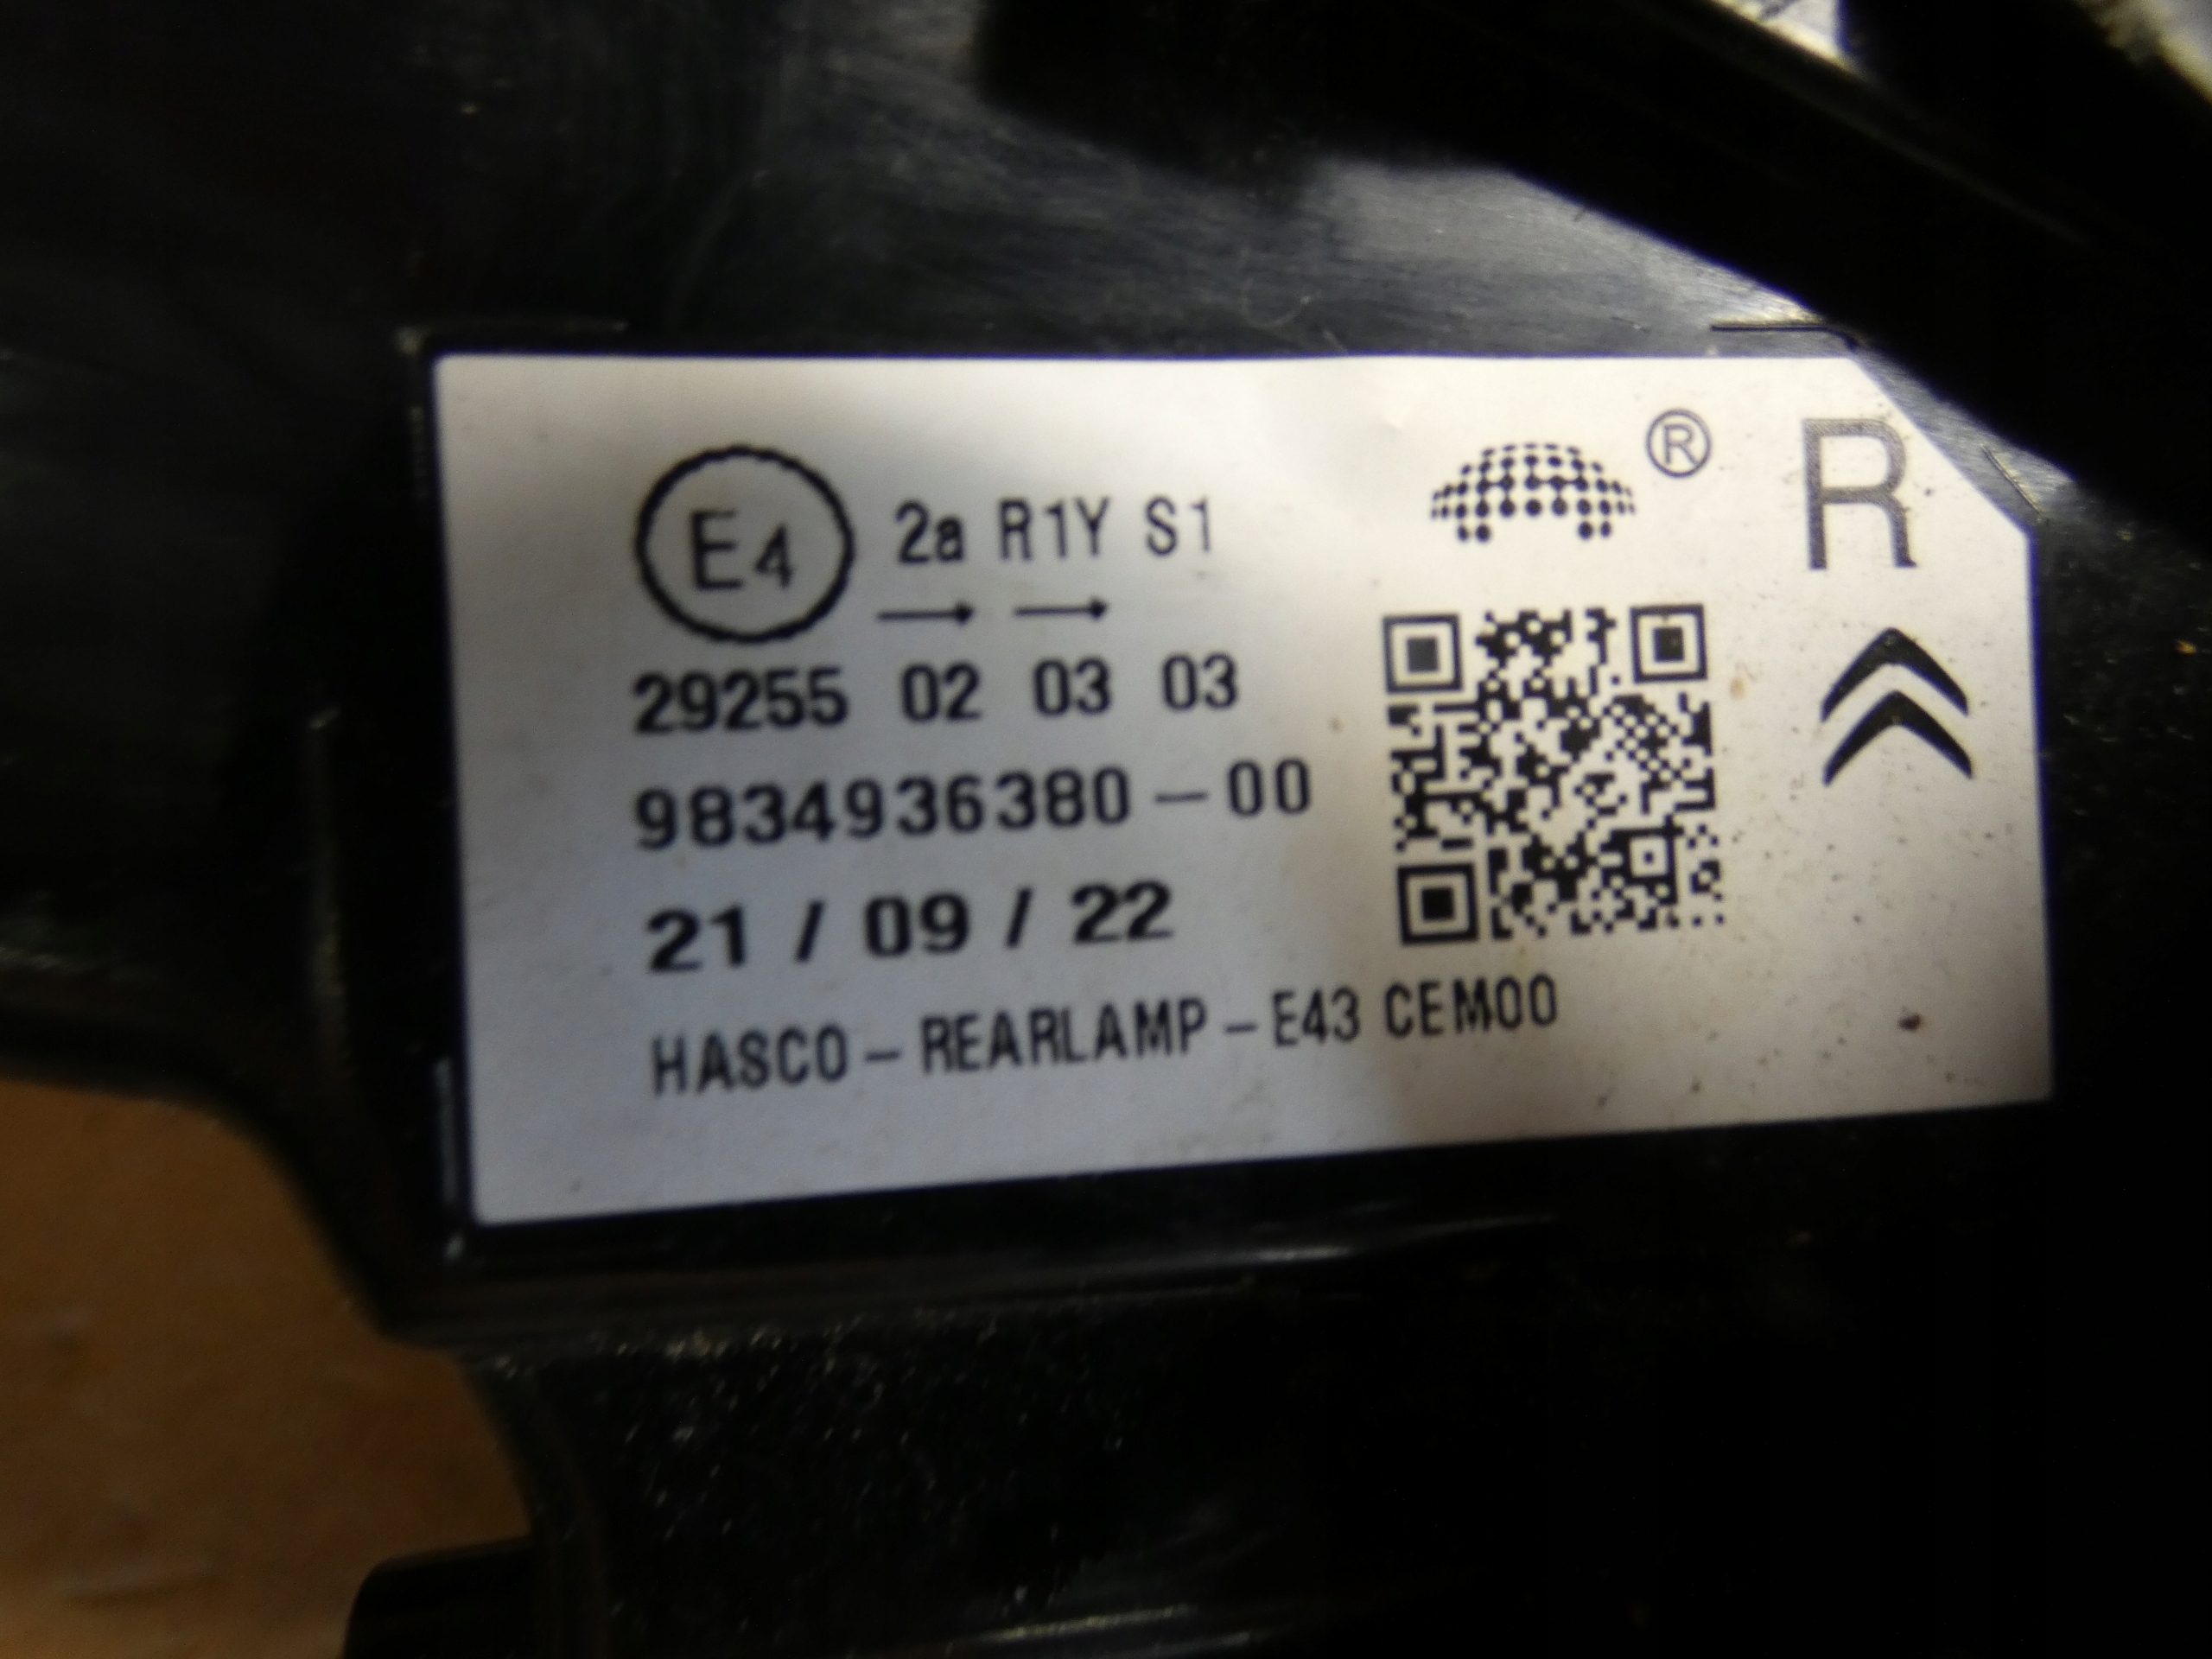 E4 2a R1Y S1 ® R
→ →
29255 02 03 03
9834936380-00
21 / 09 / 22
HASCO-REARLAMP-E43 CEM00